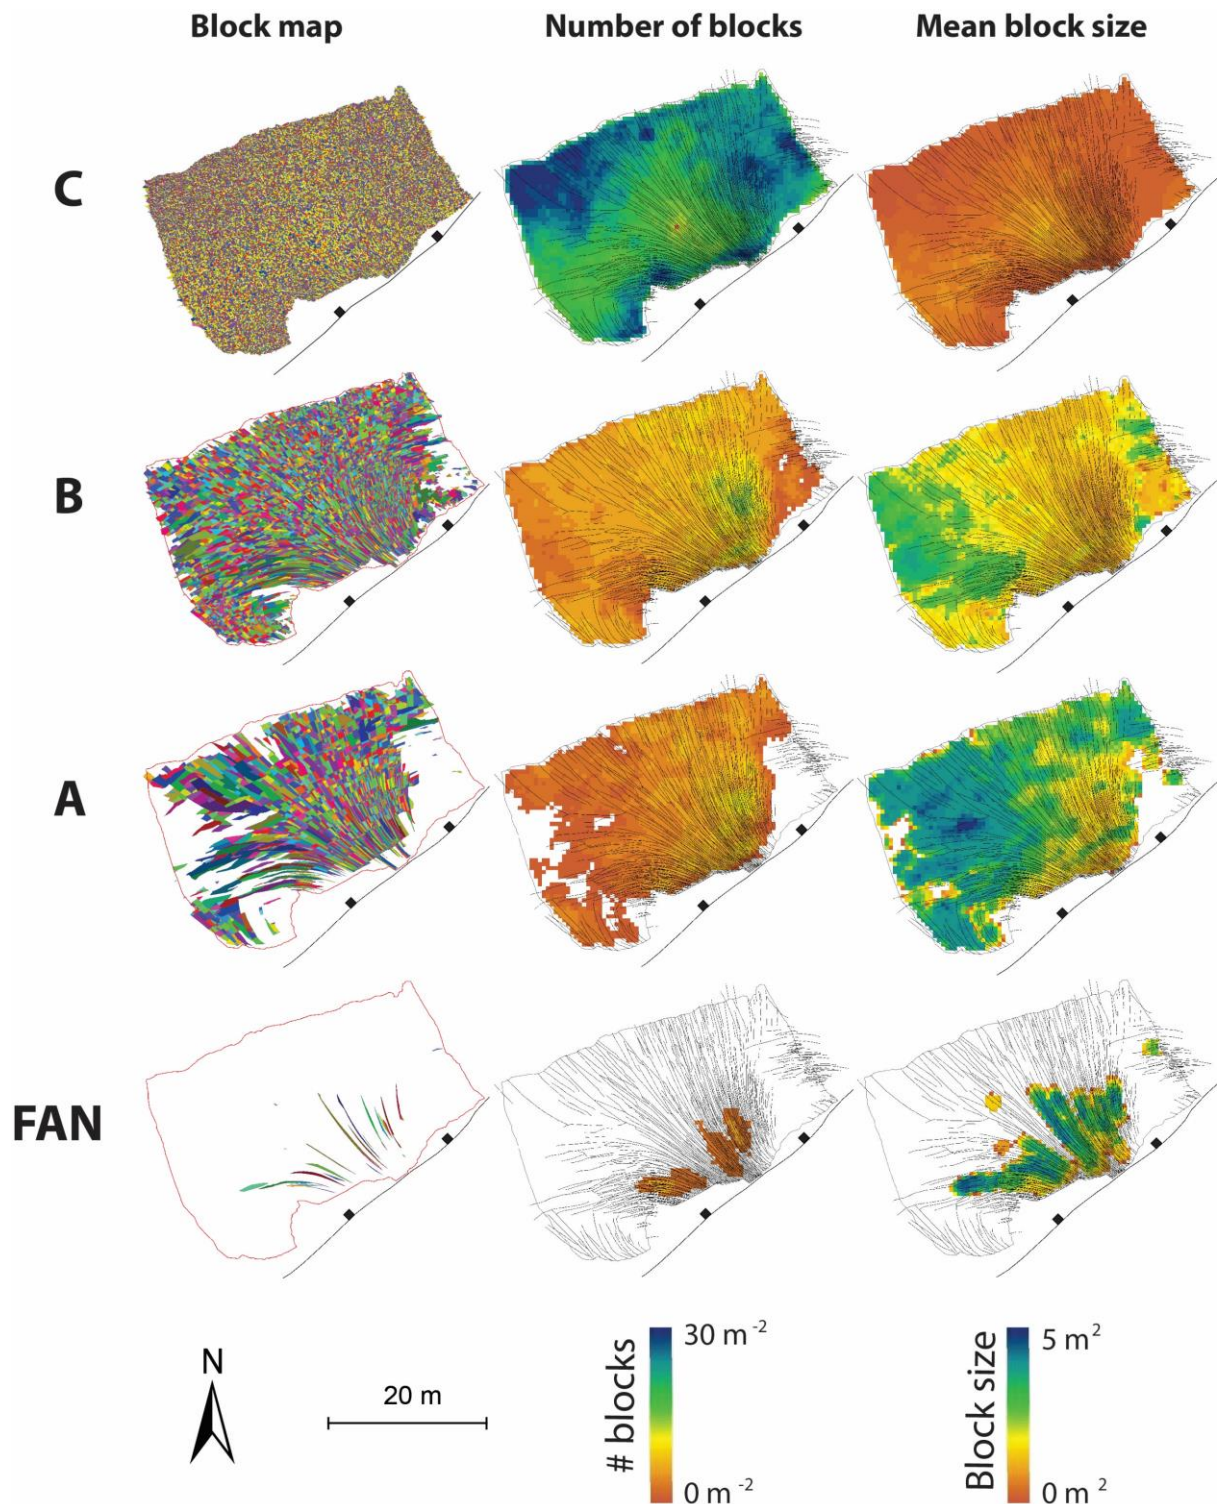 Block map Number of blocks Mean block size
C
B
A
FAN
N
20 m
# blocks
30 m⁻²
0 m⁻²
Block size
5 m²
0 m²